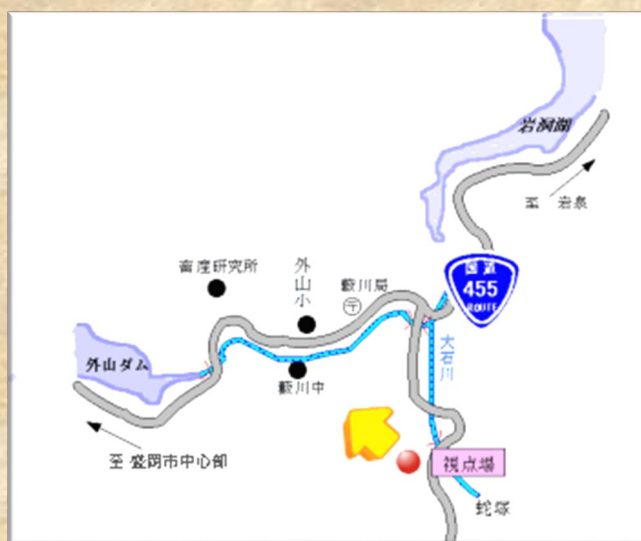 岩洞湖
至 岩泉
国道
455
ROUTE
畜産研究所
外山小
藪川局
〒
大石川
外山ダム
藪川中
至 盛岡市中心部
視点場
蛇塚